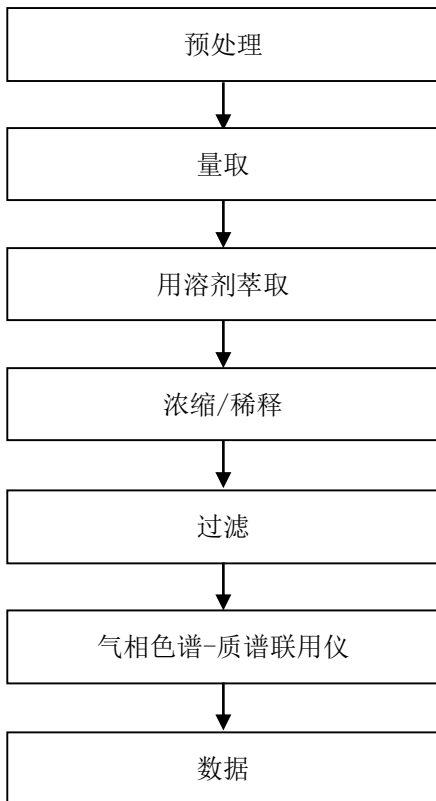 预处理
量取
用溶剂萃取
浓缩/稀释
过滤
气相色谱-质谱联用仪
数据